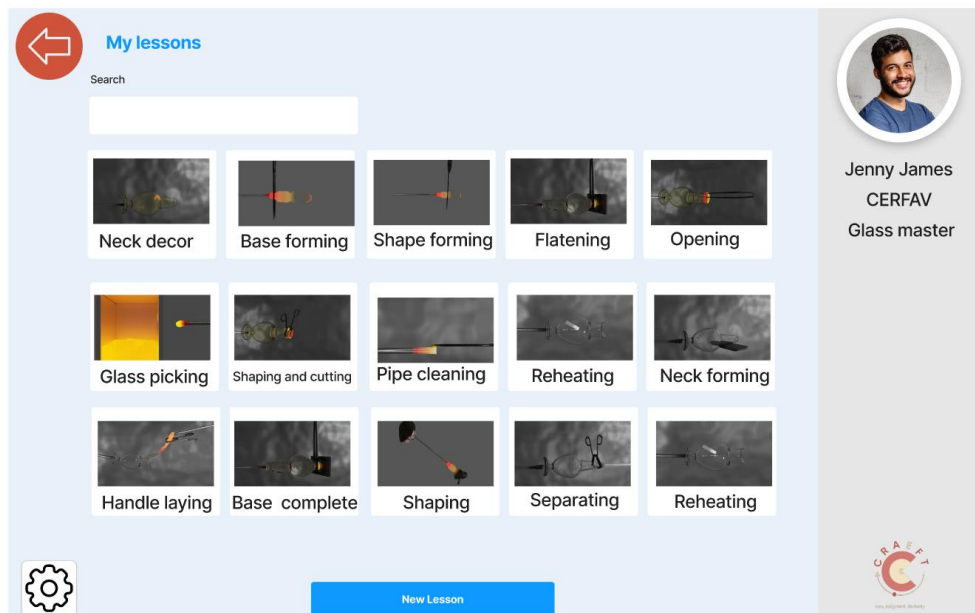 My lessons
Search
Neck decor
Base forming
Shape forming
Flatening
Opening
Glass picking
Shaping and cutting
Pipe cleaning
Reheating
Neck forming
Handle laying
Base complete
Shaping
Separating
Reheating
New Lesson
Jenny James
CERFAV
Glass master
CRAEFT